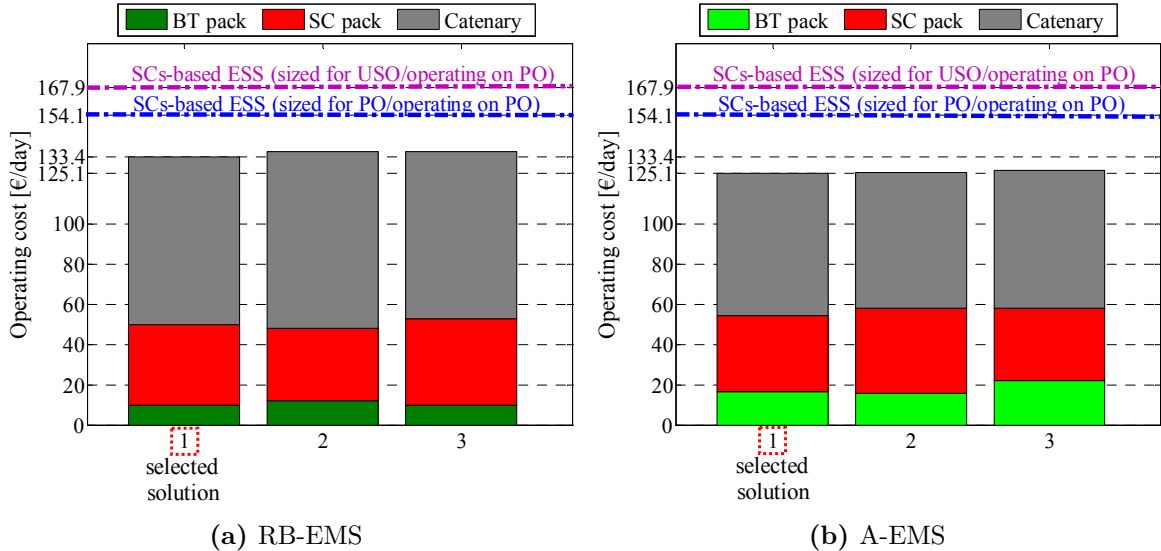 BT pack SC pack Catenary
SCs-based ESS (sized for USO/operating on PO)
SCs-based ESS (sized for PO/operating on PO)
Operating cost [€/day]
167.9
154.1
133.4
125.1
100
80
60
40
20
0
1 2 3
selected
solution
(a) RB-EMS
BT pack SC pack Catenary
SCs-based ESS (sized for USO/operating on PO)
SCs-based ESS (sized for PO/operating on PO)
Operating cost [€/day]
167.9
154.1
133.4
125.1
100
80
60
40
20
0
1 2 3
selected
solution
(b) A-EMS